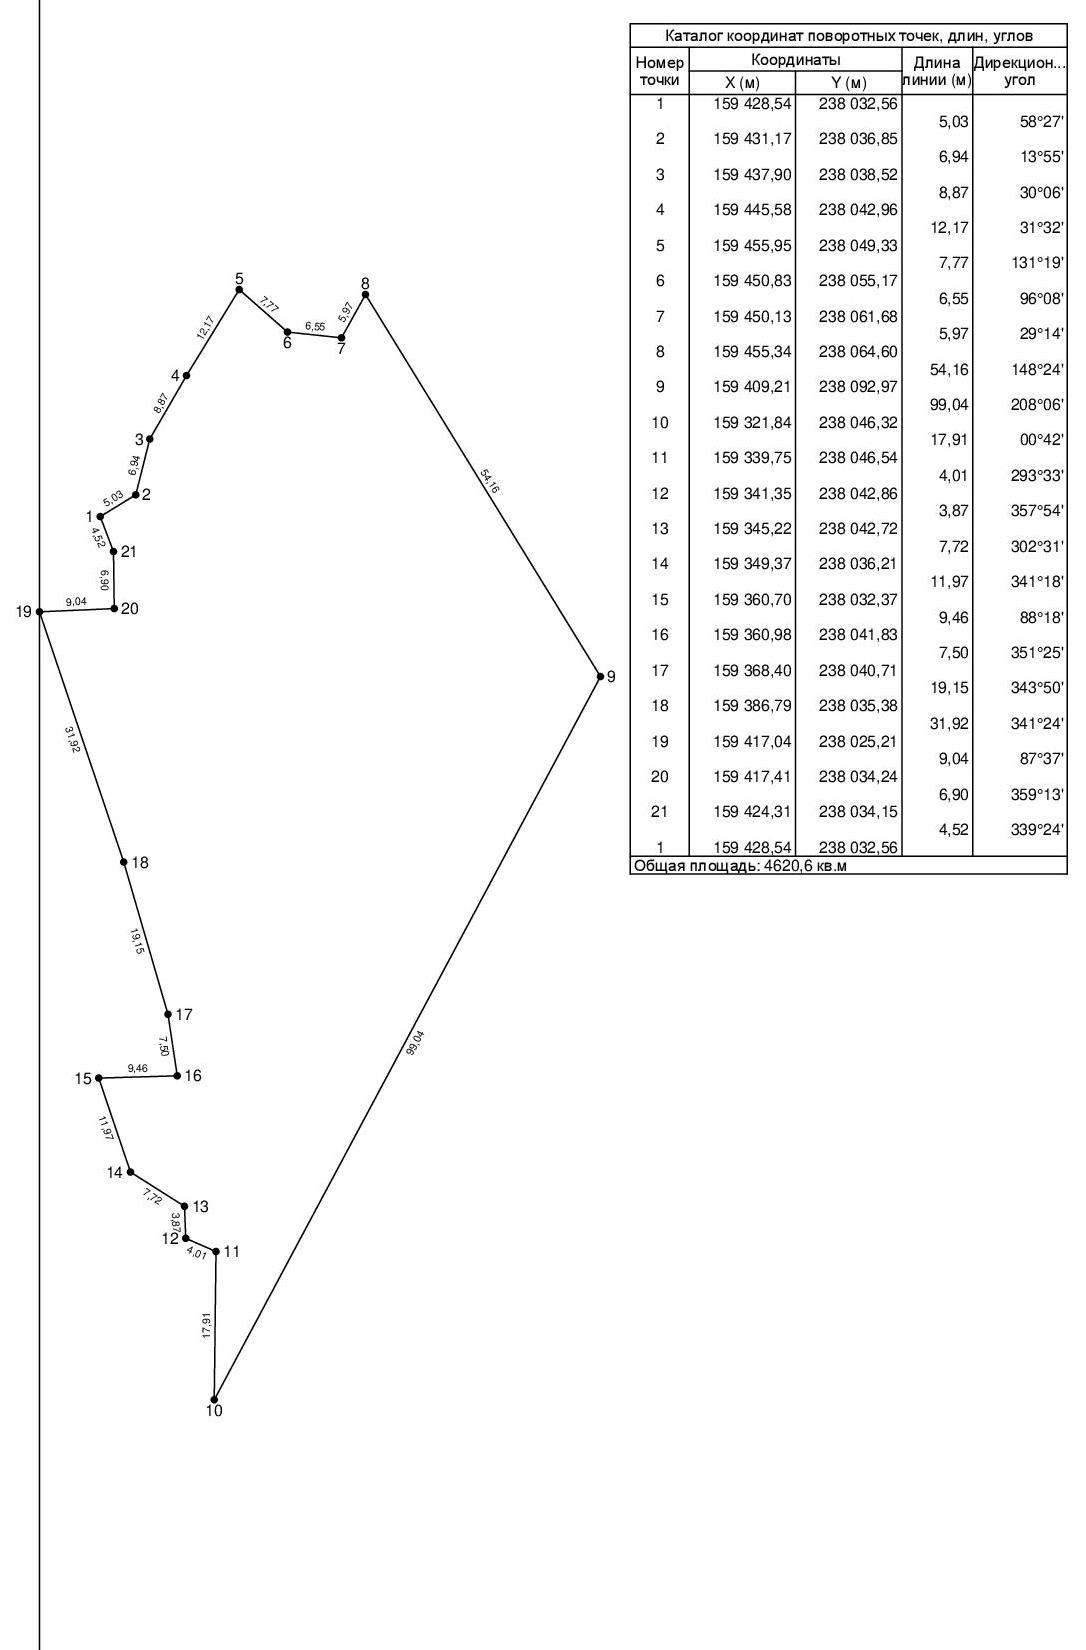 Каталог координат поворотных точек, длин, углов
Номер точки Координаты Длина линии (м) Дирекцион... угол
X (м) Y (м)
1 159 428,54 238 032,56
5,03 58°27'
2 159 431,17 238 036,85
6,94 13°55'
3 159 437,90 238 038,52
8,87 30°06'
4 159 445,58 238 042,96
12,17 31°32'
5 159 455,95 238 049,33
7,77 131°19'
6 159 450,83 238 055,17
6,55 96°08'
7 159 450,13 238 061,68
5,97 29°14'
8 159 455,34 238 064,60
54,16 148°24'
9 159 409,21 238 092,97
99,04 208°06'
10 159 321,84 238 046,32
17,91 00°42'
11 159 339,75 238 046,54
4,01 293°33'
12 159 341,35 238 042,86
3,87 357°54'
13 159 345,22 238 042,72
7,72 302°31'
14 159 349,37 238 036,21
11,97 341°18'
15 159 360,70 238 032,37
9,46 88°18'
16 159 360,98 238 041,83
7,50 351°25'
17 159 368,40 238 040,71
19,15 343°50'
18 159 386,79 238 035,38
31,92 341°24'
19 159 417,04 238 025,21
9,04 87°37'
20 159 417,41 238 034,24
6,90 359°13'
21 159 424,31 238 034,15
4,52 339°24'
1 159 428,54 238 032,56
Общая площадь: 4620,6 кв.м
5
8
7,77
5,97
12,17
6,55
6
7
4
8,87
3
6,94
54,16
2
5,03
1
4,52
21
6,90
9,04
19
20
9
31,92
18
19,15
17
7,50
99,04
9,46
15
16
11,97
14
7,72
13
3,87
12
4,01
11
17,91
10